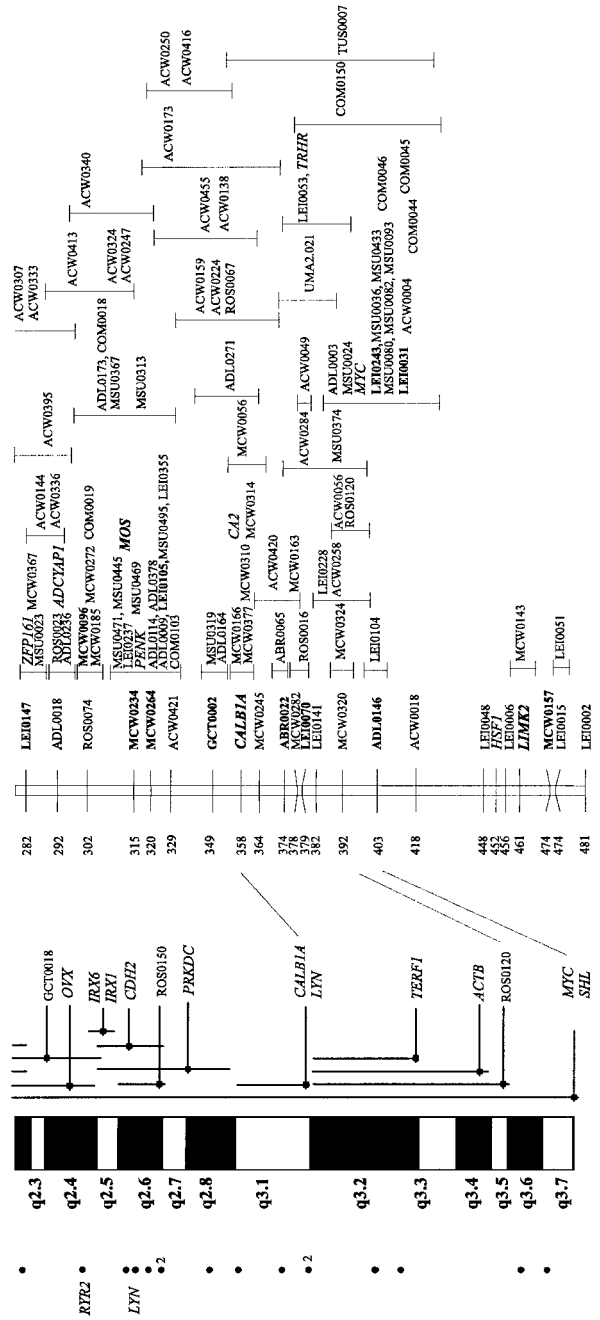 RYR2
LYN
2
2
q2.3
q2.4
q2.5
q2.6
q2.7
q2.8
q3.1
q3.2
q3.3
q3.4
q3.5
q3.6
q3.7
GCT0018
OVX
IRX6
IRX1
CDH2
ROS0150
PRKDC
CALB1A
LYN
TERF1
ACTB
ROS0120
MYC
SHL
282
292
302
315
320
329
349
358
364
374
378
379
382
392
403
418
448
452
456
461
474
474
481
LEI0147
ADL0018
ROS0074
MCW0234
MCW0264
ACW0421
GCT0002
CALB1A
MCW0245
ABR0022
MCW0282
LEI0070
LEI0141
MCW0320
ADL0146
ACW0018
LEI0048
HSF1
LEI0006
LIMK2
MCW0157
LEI0015
LEI0002
ZFP161 MCW0367
MSU0023
ROS0023 ADCYAP1
ADL0236
MCW0096 MCW0272 COM0019
MCW0185
MSU0471, MSU0445 MOS
LEI0237 MSU0469
PENK
ADL0114, ADL0378
ADL0009, LEI0105, MSU0495, LEI0355
COM0103
MSU0319
ADL0164
MCW0166 MCW0310 CA2
MCW0377 MCW0314
ABR0065 ACW0420
ROS0016 MCW0163
MCW0324
LEI0104
MCW0143
LEI0051
LEI0228
ACW0258
ACW0056
ROS0120
ACW0144
ACW0336
ACW0395
MCW0056
ADL0271
ACW0284
MSU0374
ACW0049
ADL0003
MSU0024
MYC
LEI0243, MSU0036, MSU0433
MSU0080, MSU0082, MSU0093 COM0046
LEI0031 ACW0004 COM0044 COM0045
ACW0307
ACW0333
ADL0173, COM0018
MSU0367
MSU0313
ACW0413
ACW0324
ACW0247
ACW0340
ACW0159
ACW0224
ROS0067
ACW0455
ACW0138
UMA2.021
LEI0053, TRHR
ACW0173
ACW0250
ACW0416
COM0150
TUS0007